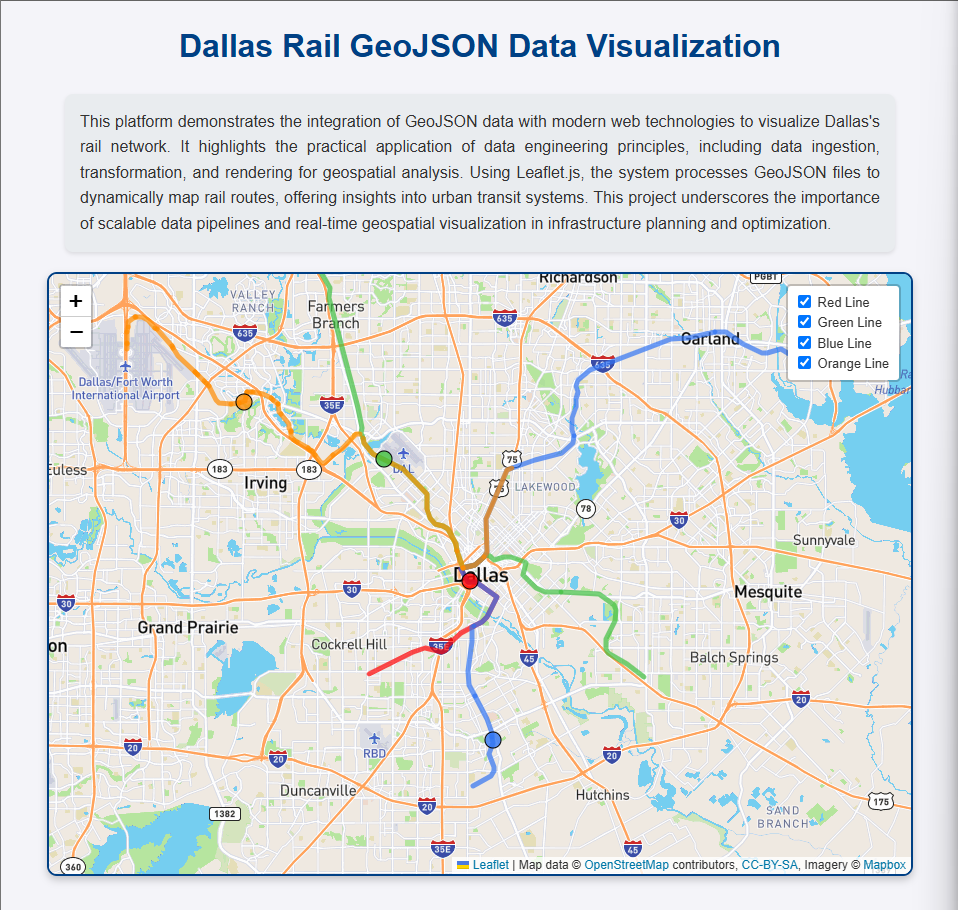 Dallas Rail GeoJSON Data Visualization
This platform demonstrates the integration of GeoJSON data with modern web technologies to visualize Dallas's
rail network. It highlights the practical application of data engineering principles, including data ingestion,
transformation, and rendering for geospatial analysis. Using Leaflet.js, the system processes GeoJSON files to
dynamically map rail routes, offering insights into urban transit systems. This project underscores the importance
of scalable data pipelines and real-time geospatial visualization in infrastructure planning and optimization.
+
−
Richardson
PGBT
VALLEY
RANCH
Farmers
Branch
635
635
Red Line
Green Line
Blue Line
Orange Line
Garland
635
Dallas/Fort Worth
International Airport
35E
Hubbar
DAL
75
Euless
183
183
Irving
75
LAKEWOOD
78
30
Sunnyvale
Dallas
30
30
Mesquite
Grand Prairie
on
Cockrell Hill
35E
45
Balch Springs
20
RBD
20
20
20
Duncanville
20
Hutchins
175
1382
SAND
BRANCH
35E
45
360
Leaflet | Map data © OpenStreetMap contributors, CC-BY-SA, Imagery © Mapbox